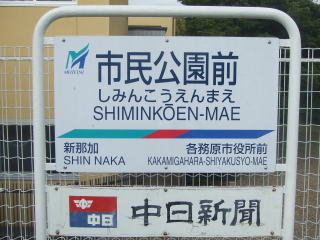 MEITETSU
市民公園前
しみんこうえんまえ
SHIMINKŌEN-MAE
新那加
SHIN NAKA
各務原市役所前
KAKAMIGAHARA-SHIYAKUSYO-MAE
中日
中日新聞